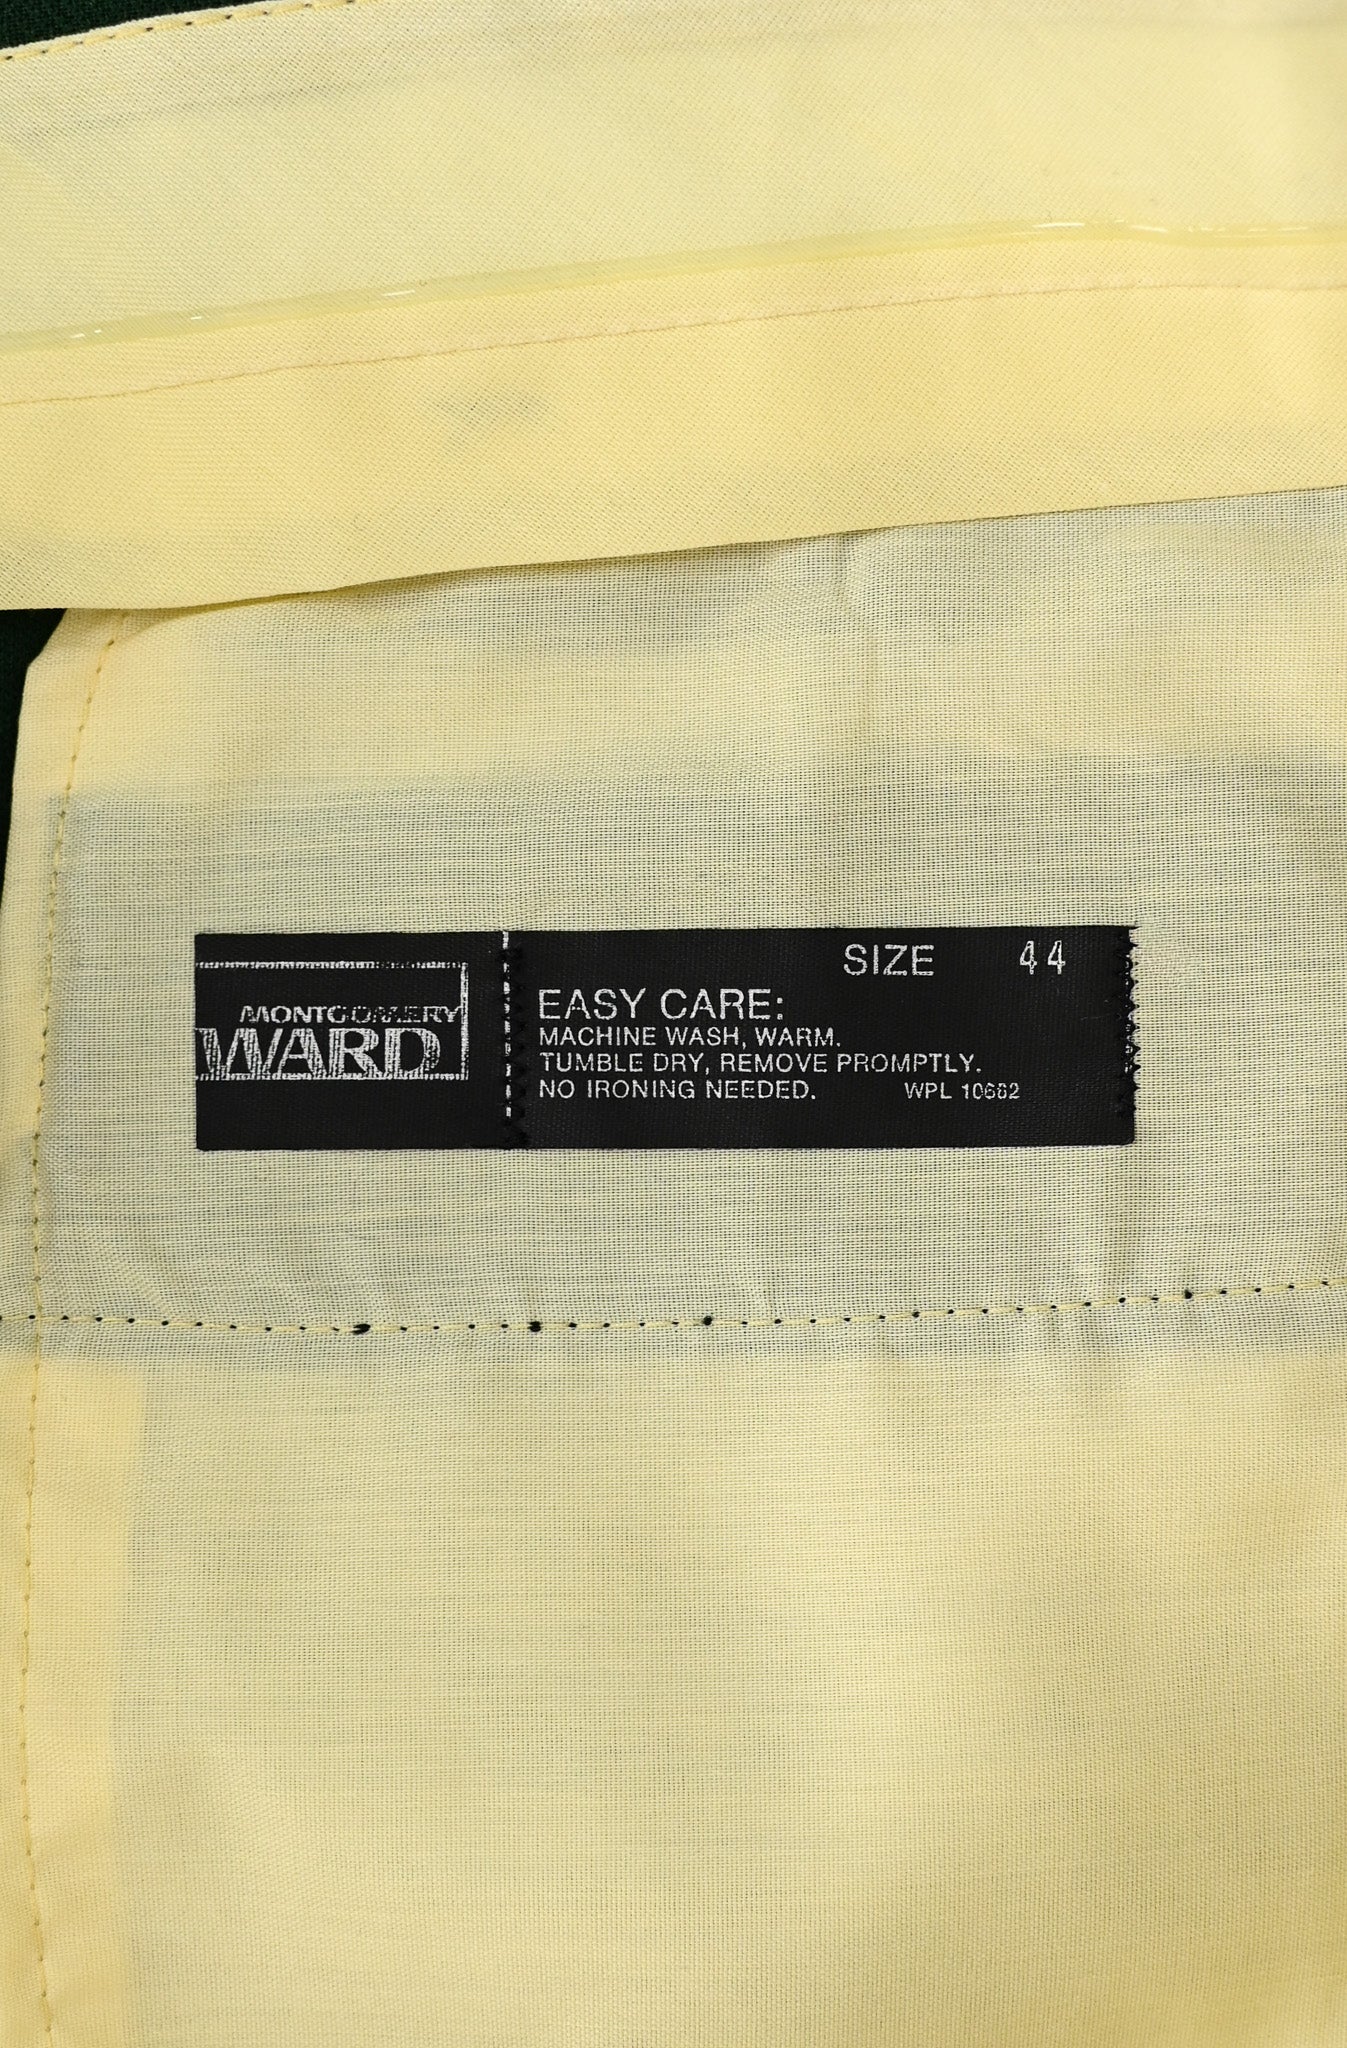 MONTGOMERY
WARD
SIZE 44
EASY CARE:
MACHINE WASH, WARM.
TUMBLE DRY, REMOVE PROMPTLY.
NO IRONING NEEDED. WPL 10682